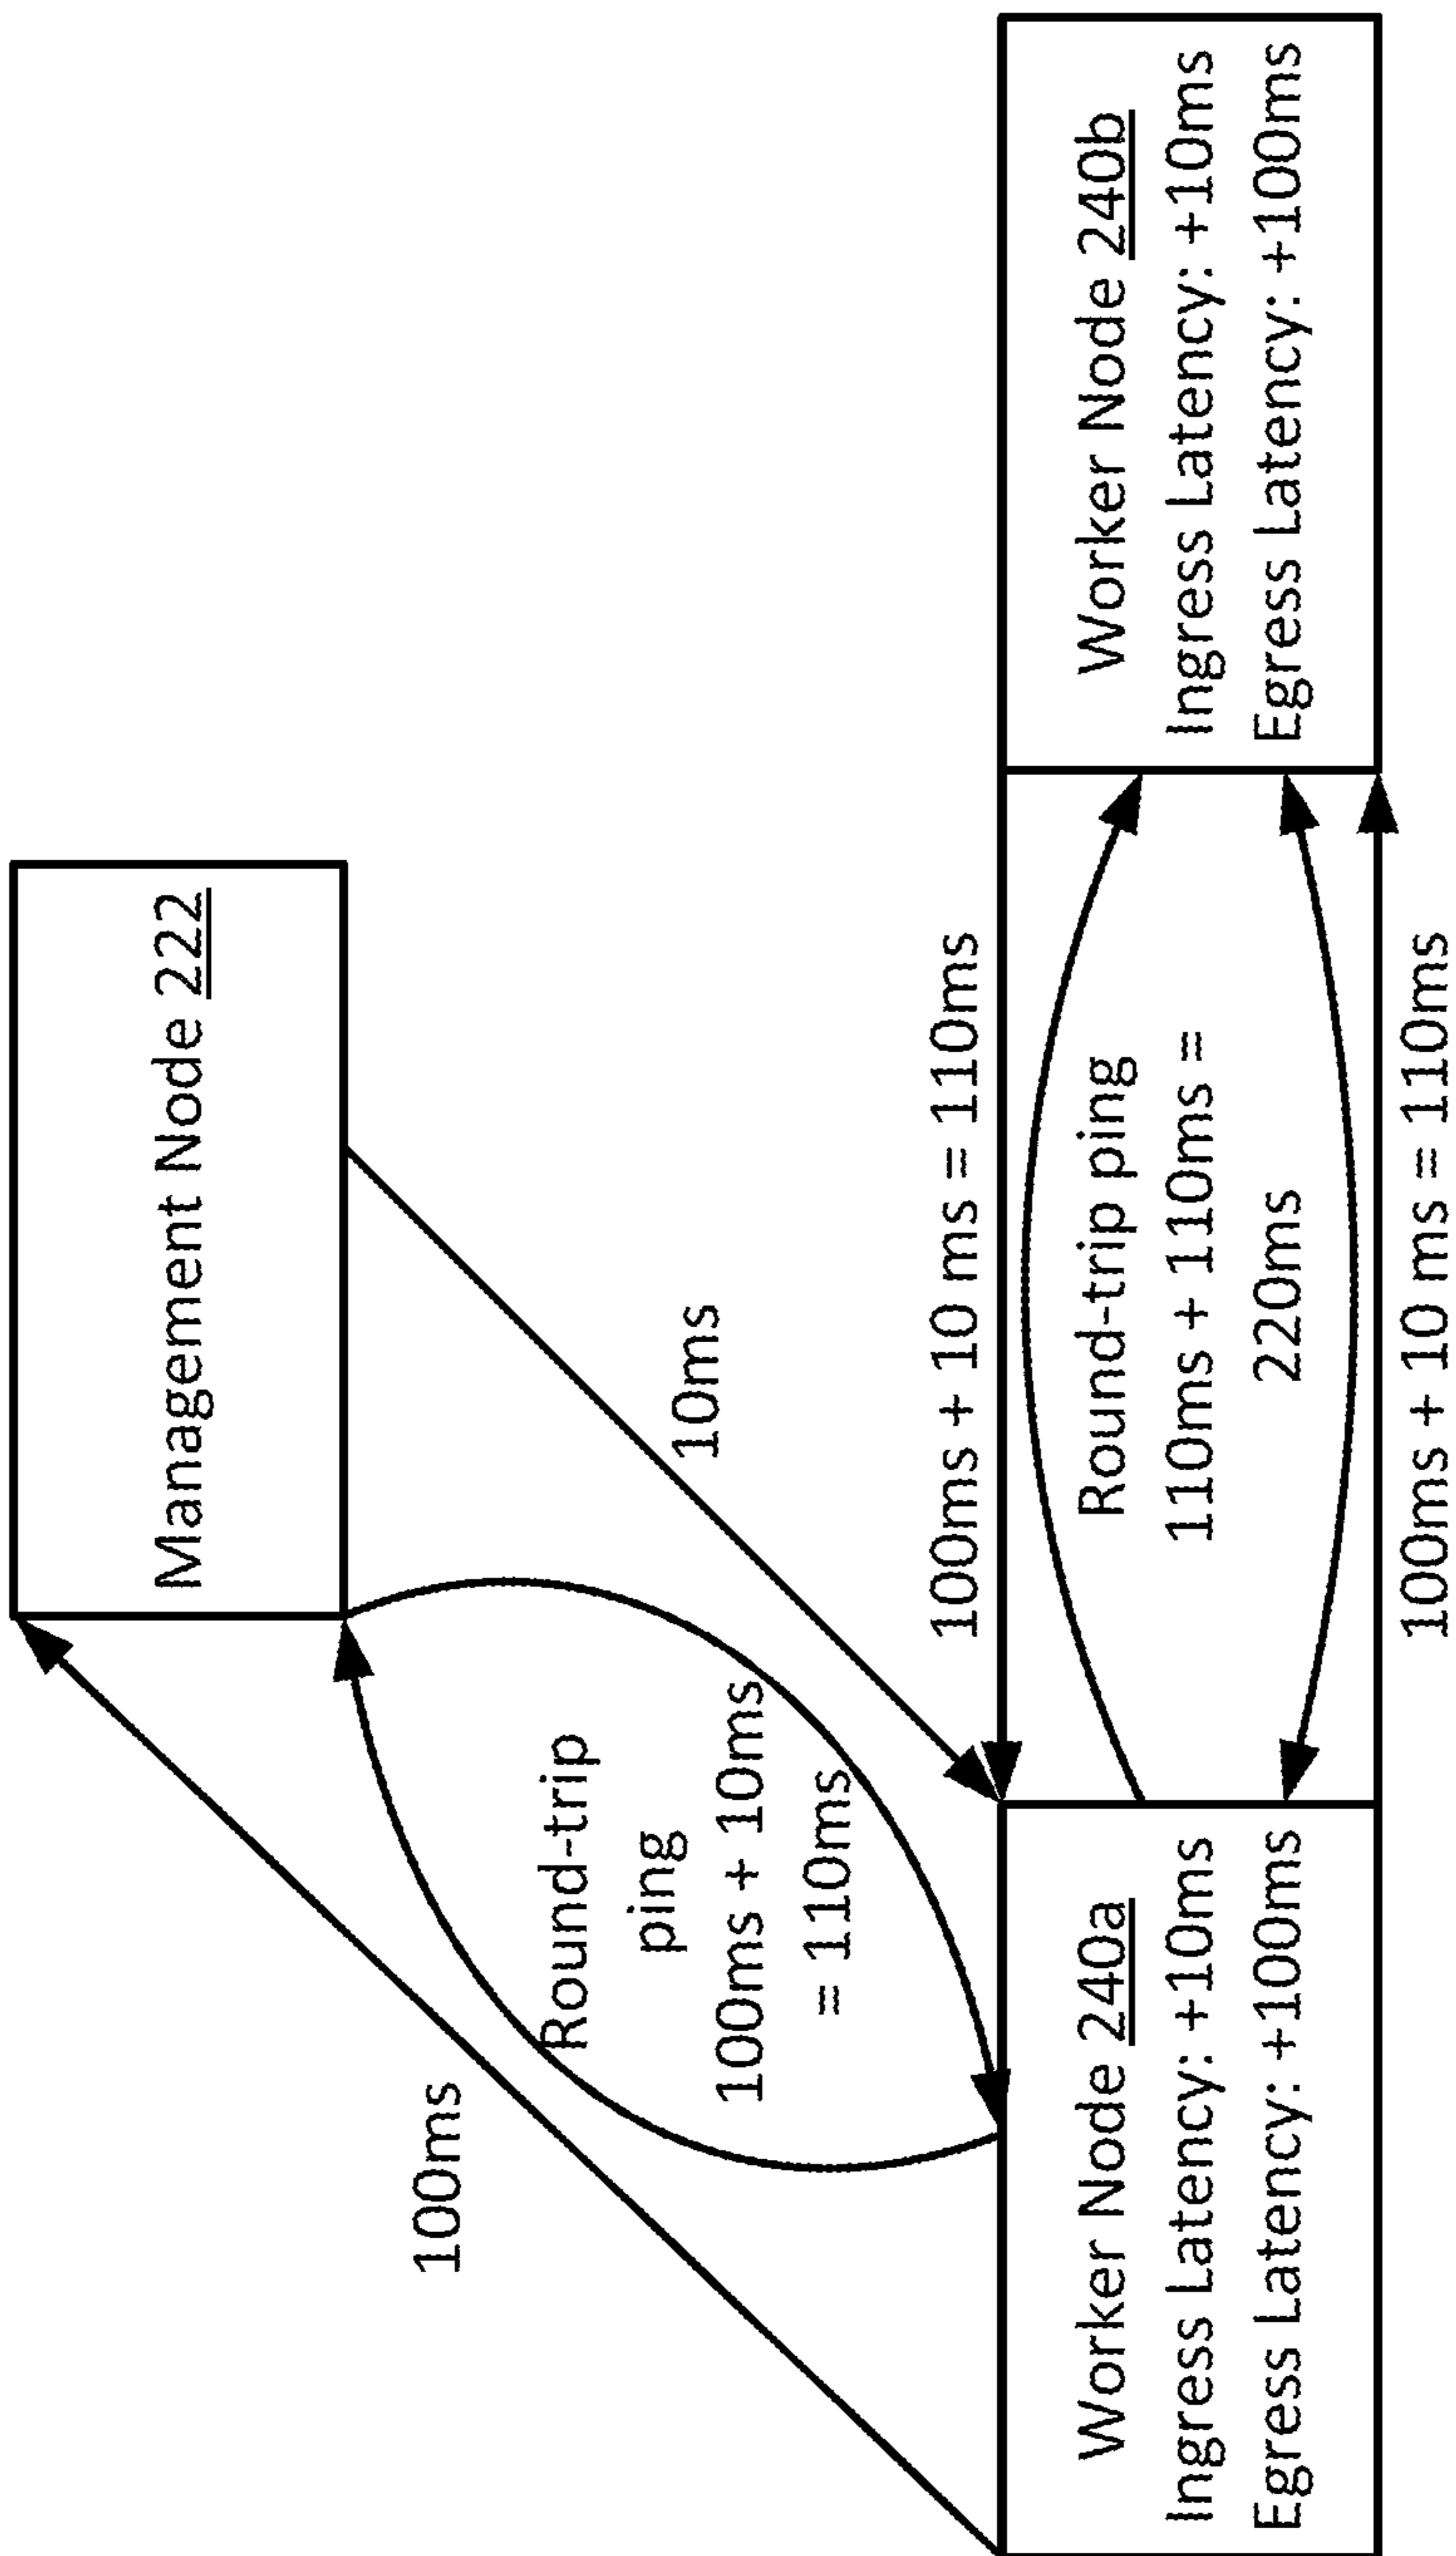 Management Node 222
100ms
10ms
Round-trip
ping
100ms + 10ms
= 110ms
100ms + 10 ms = 110ms
Worker Node 240a
Ingress Latency: +10ms
Egress Latency: +100ms
Round-trip ping
110ms + 110ms =
220ms
Worker Node 240b
Ingress Latency: +10ms
Egress Latency: +100ms
100ms + 10 ms = 110ms